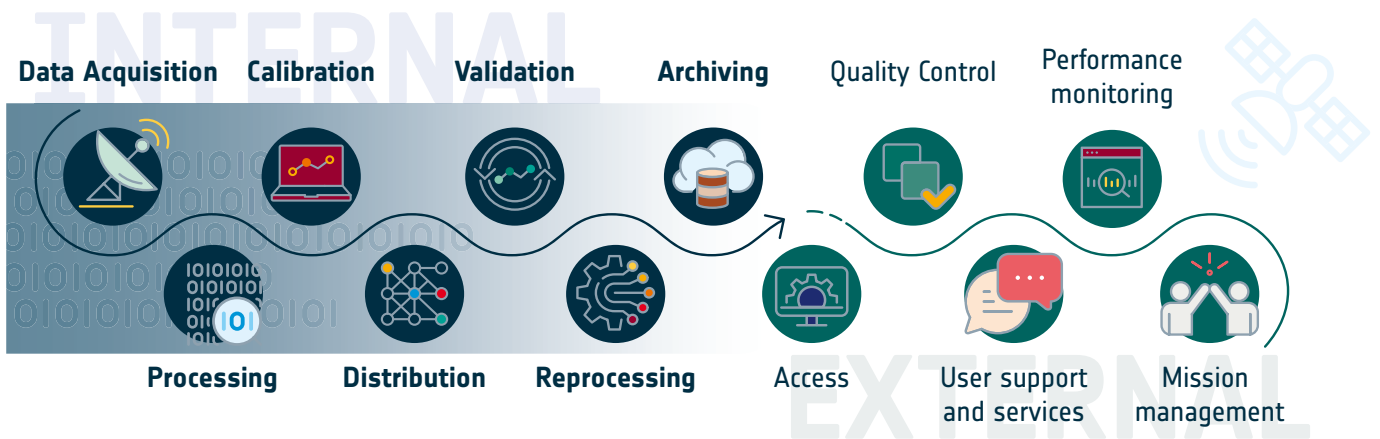 INTERNAL
Data Acquisition
Calibration
Validation
Archiving
Quality Control
Performance
monitoring
Processing
Distribution
Reprocessing
Access
User support
and services
Mission
management
EXTERNAL